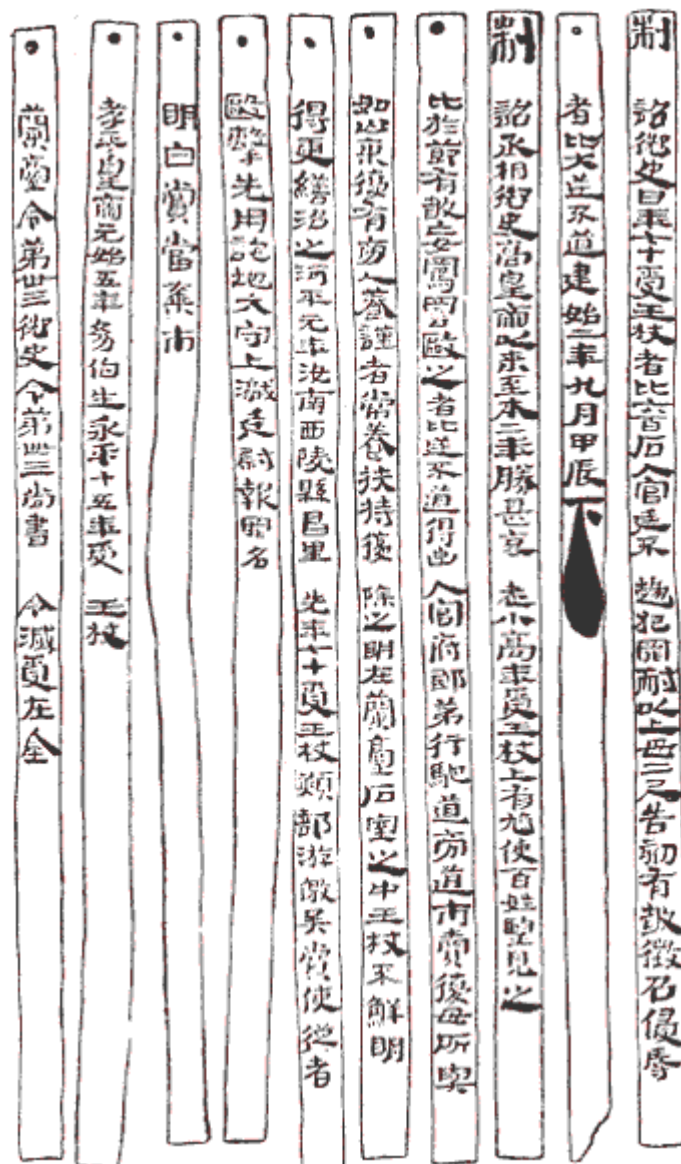 制 詔御史曰年七十受王杖者比六百石入官廷不趨犯罪耐以上毋二尺告劾有敢徵召侵辱
者比大逆不道建始二年九月甲辰下
制 詔丞相御史高皇帝以來至本二年勝甚哀老小高年受王杖上有鳩使百姓望見之
比於節有敢妄罵詈毆之者比逆不道得出入官府郎第行馳道旁道市賣復毋所與
如山東復有旁人養謹者常養扶持復除之明在蘭臺石室之中王杖不鮮明
得更繕治之河平元年汝南西陵縣昌里先年七十受王杖熲部游徼吳賞使從者
毆擊先用詫地大守上讞廷尉報罪名
明白賞當棄市
孝平皇帝元始五年幼伯生永平十五年受王杖
蘭臺令第卅三御史令第卌三尚書令滅受在金